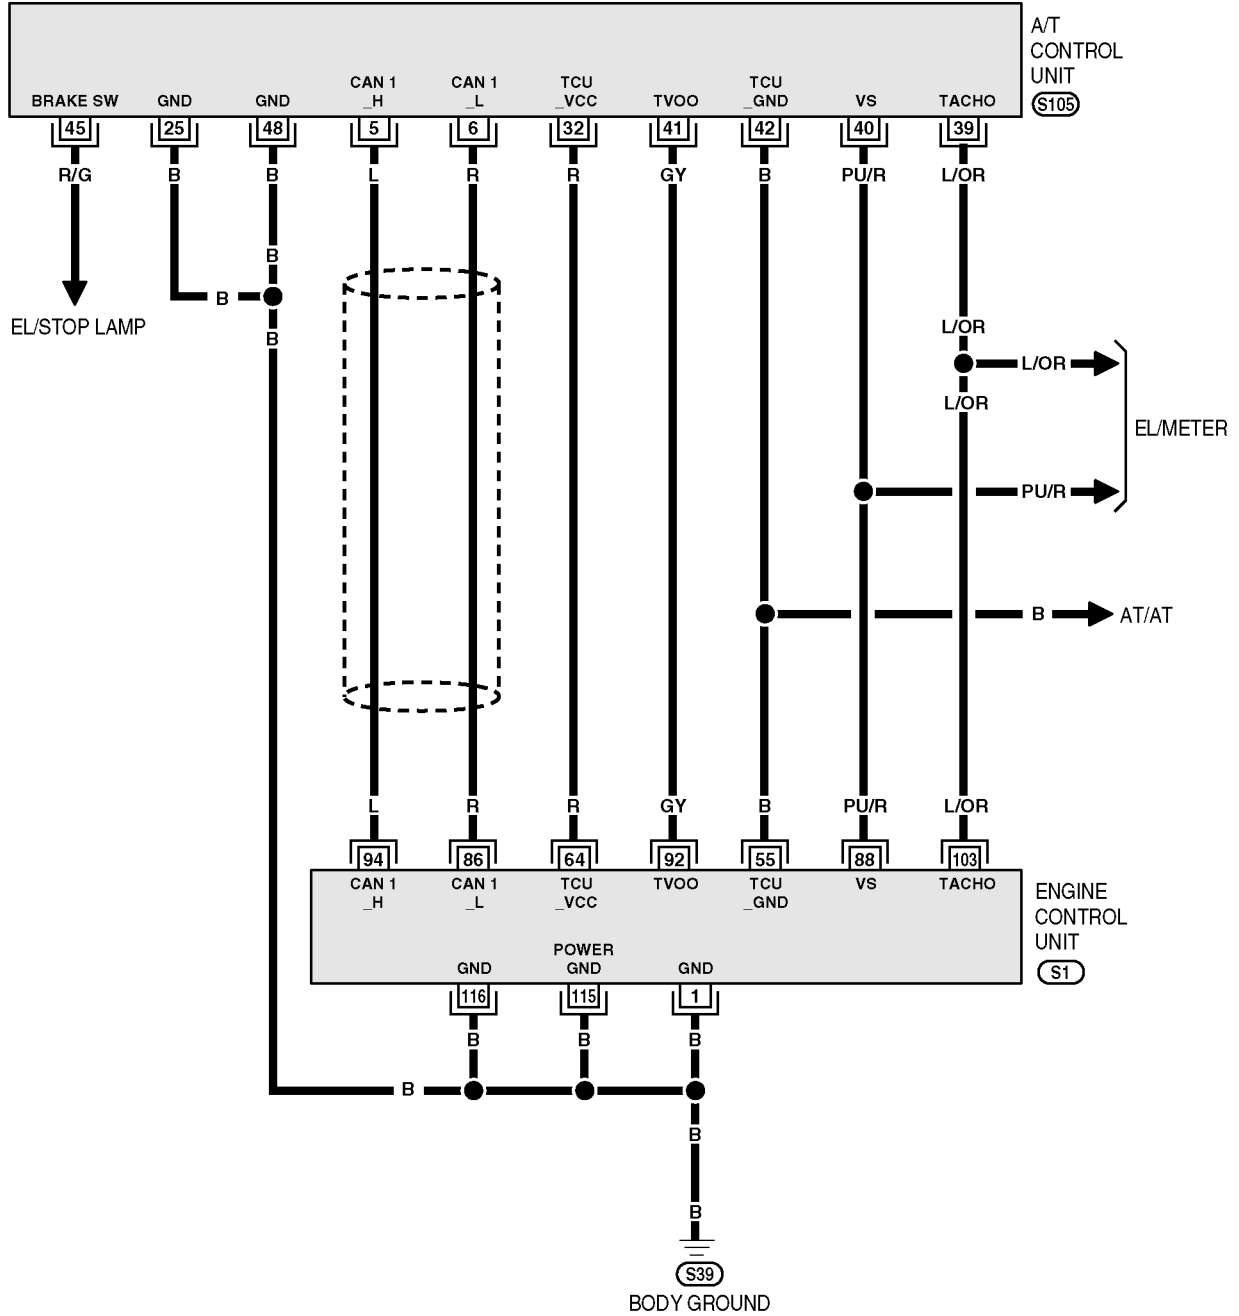 A/T
CONTROL
UNIT
S105
BRAKE SW GND GND CAN 1 _H CAN 1 _L TCU _VCC TVOO TCU _GND VS TACHO
45 25 48 5 6 32 41 42 40 39
R/G B B L R R GY B PU/R L/OR
B
B
B
EL/STOP LAMP
L/OR
L/OR
L/OR
EL/METER
PU/R
B AT/AT
L R R GY B PU/R L/OR
94 86 64 92 55 88 103
CAN 1 _H CAN 1 _L TCU _VCC TVOO TCU _GND VS TACHO
ENGINE
CONTROL
UNIT
S1
GND POWER GND GND
116 115 1
B B B
B
B
B
S39
BODY GROUND